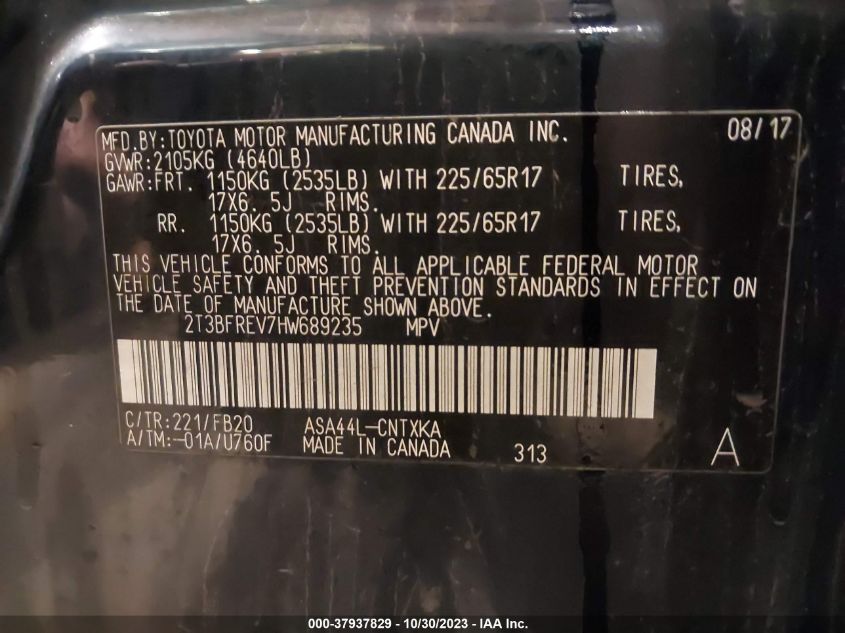 MFD.BY:TOYOTA MOTOR MANUFACTURING CANADA INC. 08/17
GVWR:2105KG (4640LB)
GAWR:FRT. 1150KG (2535LB) WITH 225/65R17 TIRES,
17X6. 5J RIMS.
RR. 1150KG (2535LB) WITH 225/65R17 TIRES,
17X6. 5J RIMS.
THIS VEHICLE CONFORMS TO ALL APPLICABLE FEDERAL MOTOR
VEHICLE SAFETY AND THEFT PREVENTION STANDARDS IN EFFECT ON
THE DATE OF MANUFACTURE SHOWN ABOVE.
2T3BFREV7HW689235 MPV
C/TR:221/FB20 ASA44L-CNTXKA
A/TM:-01A/U760F MADE IN CANADA 313 A
000-37937829 - 10/30/2023 - IAA Inc.